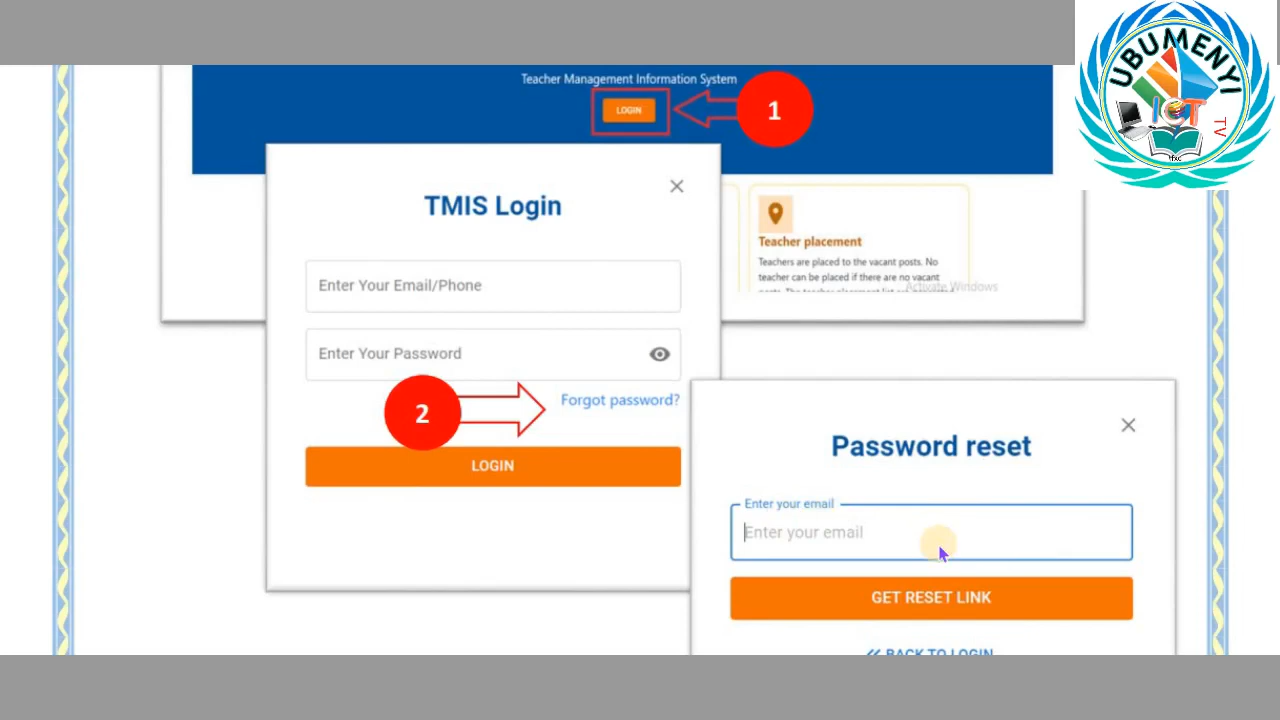 Teacher Management Information System
LOGIN
1
UBUMENYI
ICT
TV
TMIS Login
Enter Your Email/Phone
Enter Your Password
2
Forgot password?
LOGIN
Teacher placement
Teachers are placed to the vacant posts. No
teacher can be placed if there are no vacant
Activate Windows
Password reset
Enter your email
Enter your email
GET RESET LINK
BACK TO LOGIN